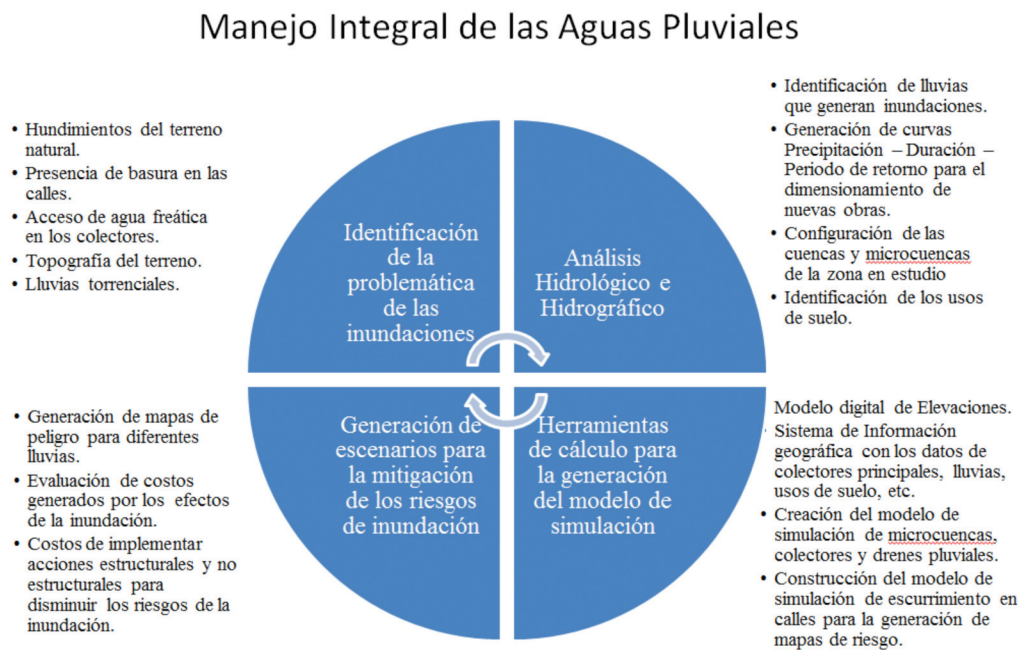 Manejo Integral de las Aguas Pluviales
• Hundimientos del terreno
natural.
• Presencia de basura en las
calles.
• Acceso de agua freática
en los colectores.
• Topografía del terreno.
• Lluvias torrenciales.
Identificación
de la
problemática
de las
inundaciones
Análisis
Hidrológico e
Hidrográfico
• Identificación de lluvias
que generan inundaciones.
• Generación de curvas
Precipitación – Duración –
Periodo de retorno para el
dimensionamiento de
nuevas obras.
• Configuración de las
cuencas y microcuencas
de la zona en estudio
• Identificación de los usos
de suelo.
• Generación de mapas de
peligro para diferentes
lluvias.
• Evaluación de costos
generados por los efectos
de la inundación.
• Costos de implementar
acciones estructurales y no
estructurales para
disminuir los riesgos de la
inundación.
Generación de
escenarios para
la mitigación
de los riesgos
de inundación
Herramientas
de cálculo para
la generación
del modelo de
simulación
Modelo digital de Elevaciones.
• Sistema de Información
geográfica con los datos de
colectores principales, lluvias,
usos de suelo, etc.
• Creación del modelo de
simulación de microcuencas,
colectores y drenes pluviales.
• Construcción del modelo de
simulación de escurrimiento en
calles para la generación de
mapas de riesgo.